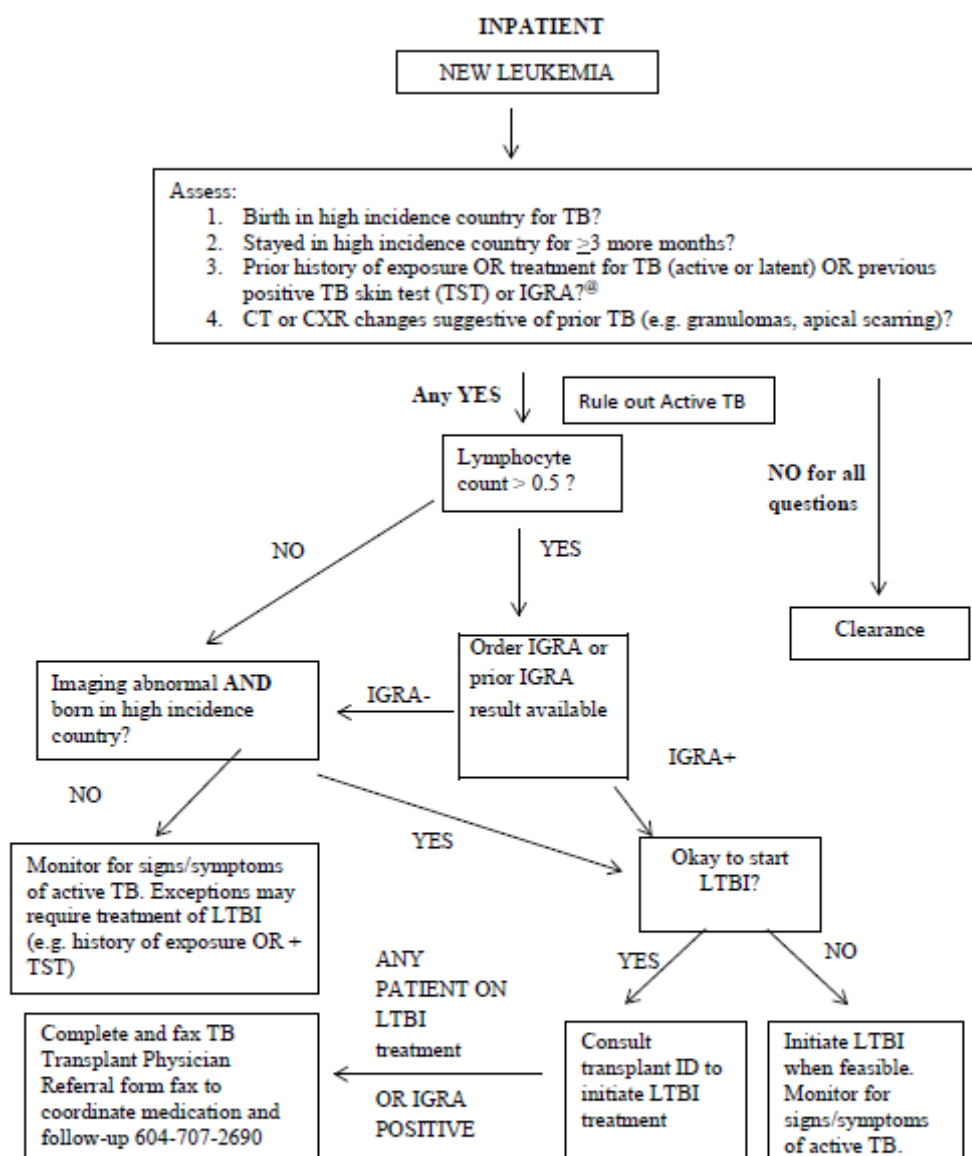 INPATIENT
NEW LEUKEMIA
Assess:
1. Birth in high incidence country for TB?
2. Stayed in high incidence country for >3 more months?
3. Prior history of exposure OR treatment for TB (active or latent) OR previous
positive TB skin test (TST) or IGRA?@
4. CT or CXR changes suggestive of prior TB (e.g. granulomas, apical scarring)?
Any YES
Rule out Active TB
NO for all
questions
Lymphocyte
count > 0.5 ?
NO
YES
Clearance
Order IGRA or
prior IGRA
result available
IGRA-
Imaging abnormal AND
born in high incidence
country?
IGRA+
NO
YES
Okay to start
LTBI?
Monitor for signs/symptoms
of active TB. Exceptions may
require treatment of LTBI
(e.g. history of exposure OR +
TST)
YES
NO
ANY
PATIENT ON
LTBI
treatment
OR IGRA
POSITIVE
Complete and fax TB
Transplant Physician
Referral form fax to
coordinate medication and
follow-up 604-707-2690
Consult
transplant ID to
initiate LTBI
treatment
Initiate LTBI
when feasible.
Monitor for
signs/symptoms
of active TB.